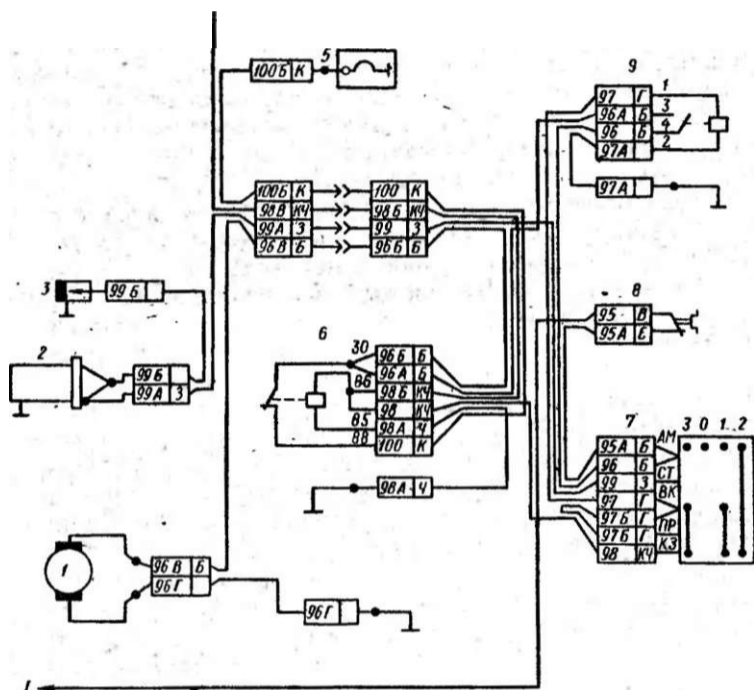 5
100Б К
9
97 Г 1
96А Б 3
96 Б 4
97А Б 2
97А
100Б К 100 К
98В КЧ 98Б КЧ
99А З 99 З
96В Б 96Б Б
3 99Б
8
95 В
95А Е
6
30
96Б Б
96А Б
86
98Б КЧ
98 КЧ
85
98А Ч
88
100 К
98А Ч
2
99Б
99А З
7
АМ 3 0 1 2
95А Б
СТ
96 Б
99 З
ВК
97 Г
97Б Г
ПР
97Б Г
КЗ
98 КЧ
1
96В Б
96Г
96Г
I